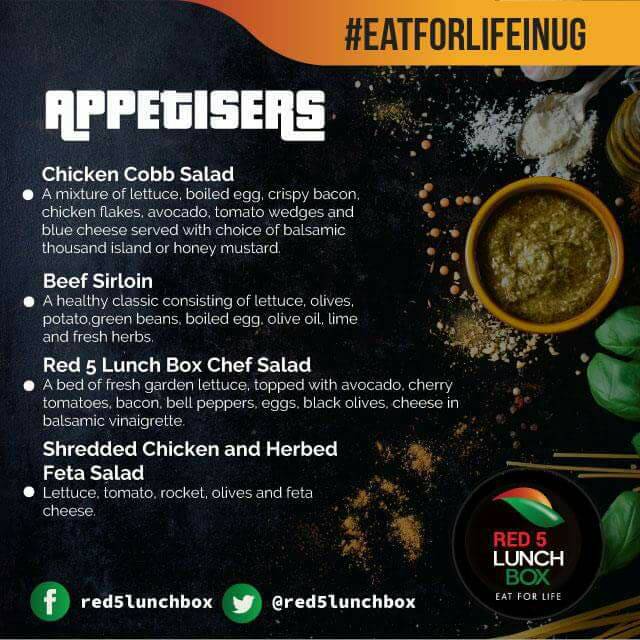 #EATFORLIFEINUG
APPETISERS
Chicken Cobb Salad
A mixture of lettuce, boiled egg, crispy bacon,
chicken flakes, avocado, tomato wedges and
blue cheese served with choice of balsamic
thousand island or honey mustard.
Beef Sirloin
A healthy classic consisting of lettuce, olives,
potato,green beans, boiled egg, olive oil, lime
and fresh herbs.
Red 5 Lunch Box Chef Salad
A bed of fresh garden lettuce, topped with avocado, cherry
tomatoes, bacon, bell peppers, eggs, black olives, cheese in
balsamic vinaigrette.
Shredded Chicken and Herbed
Feta Salad
Lettuce, tomato, rocket, olives and feta
cheese.
RED 5
LUNCH
BOX
EAT FOR LIFE
f red5lunchbox @red5lunchbox